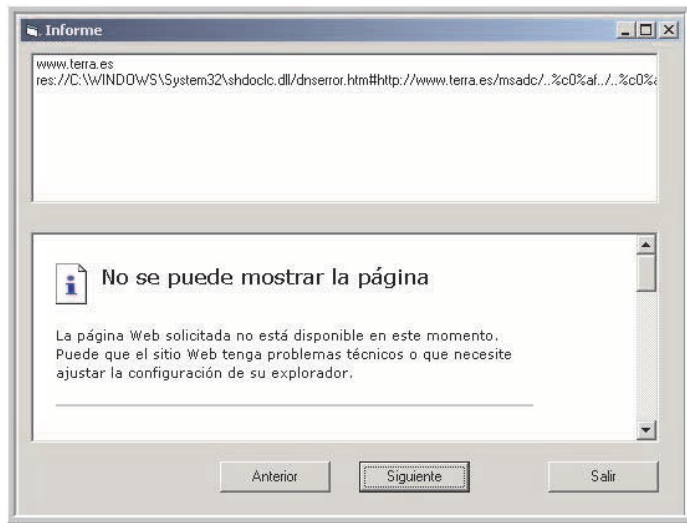 Informe
www.terra.es
res://C:\WINDOWS\System32\shdoclc.dll/dnserror.htm#http://www.terra.es/msadc/..%c0%af../..%c0%
No se puede mostrar la página
La página Web solicitada no está disponible en este momento.
Puede que el sitio Web tenga problemas técnicos o que necesite
ajustar la configuración de su explorador.
Anterior
Siguiente
Salir